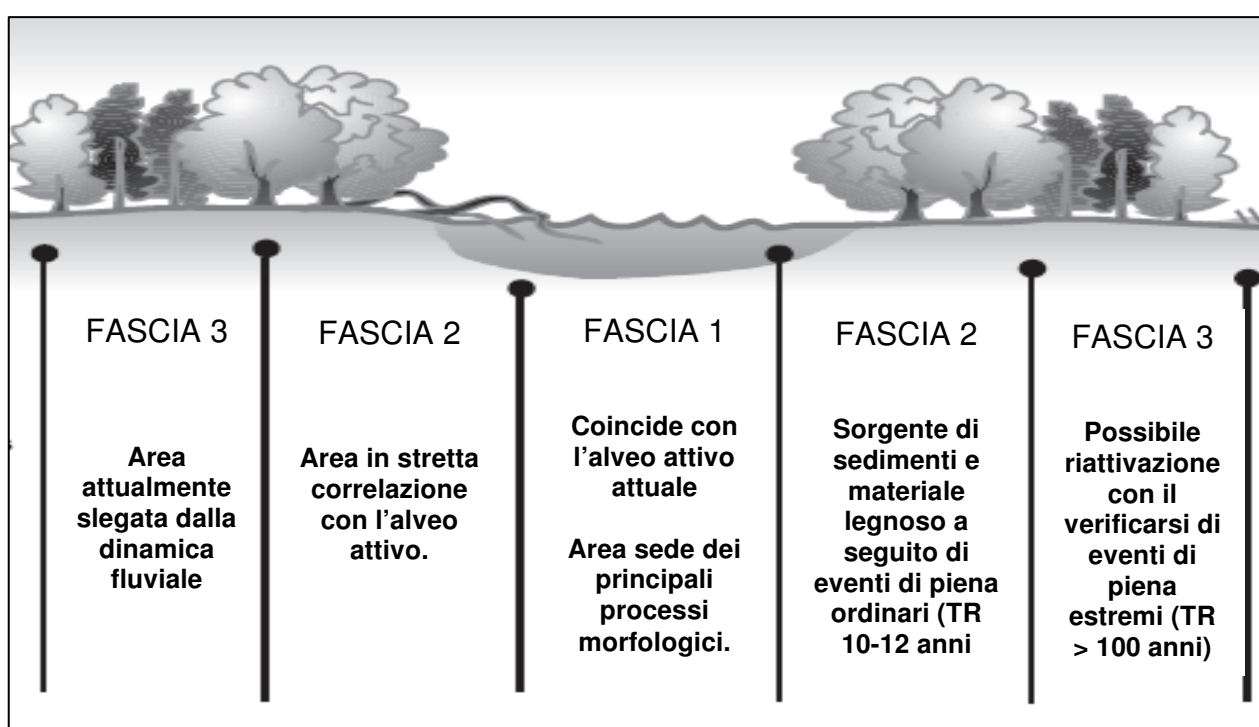 FASCIA 3
Area
attualmente
slegata dalla
dinamica
fluviale
FASCIA 2
Area in stretta
correlazione
con l'alveo
attivo.
FASCIA 1
Coincide con
l'alveo attivo
attuale
Area sede dei
principali
processi
morfologici.
FASCIA 2
Sorgente di
sedimenti e
materiale
legnoso a
seguito di
eventi di piena
ordinari (TR
10-12 anni
FASCIA 3
Possibile
riattivazione
con il
verificarsi di
eventi di
piena
estremi (TR
> 100 anni)